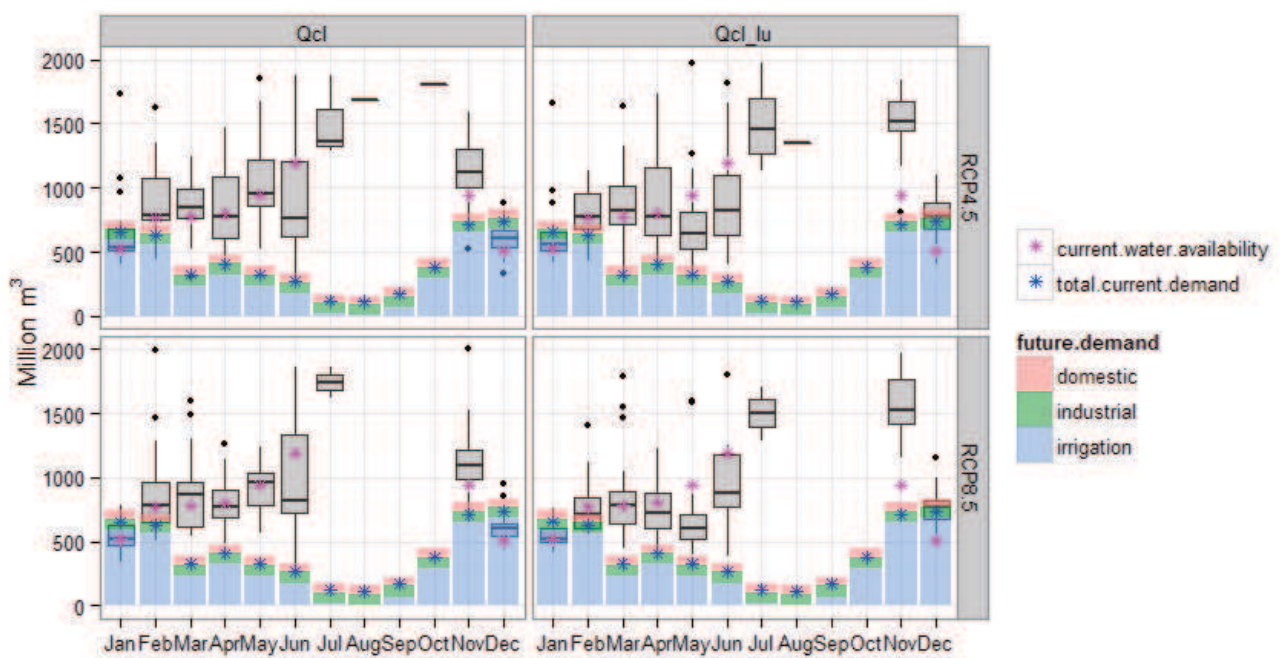 Qcl Qcl_lu
2000
1500
1000
500
0
RCP4.5
Million m³
2000
1500
1000
500
0
RCP8.5
Jan Feb Mar Apr May Jun Jul Aug Sep Oct Nov Dec Jan Feb Mar Apr May Jun Jul Aug Sep Oct Nov Dec
current.water.availability
total.current.demand
future.demand
domestic
industrial
irrigation